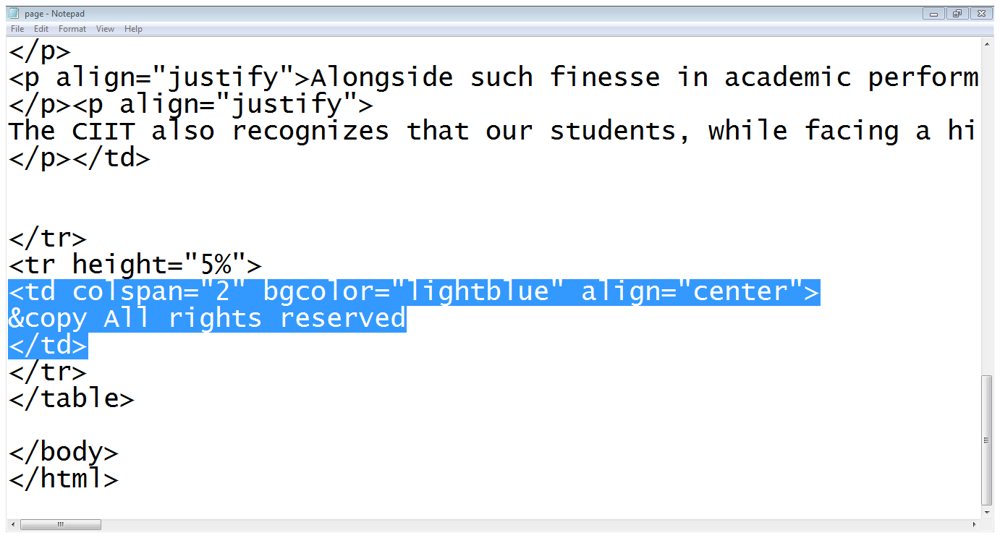 page - Notepad
File Edit Format View Help
</p>
<p align="justify">Alongside such finesse in academic perform
</p><p align="justify">
The CIIT also recognizes that our students, while facing a hi
</p></td>
</tr>
<tr height="5%">
<td colspan="2" bgcolor="lightblue" align="center">
&copy All rights reserved
</td>
</tr>
</table>
</body>
</html>